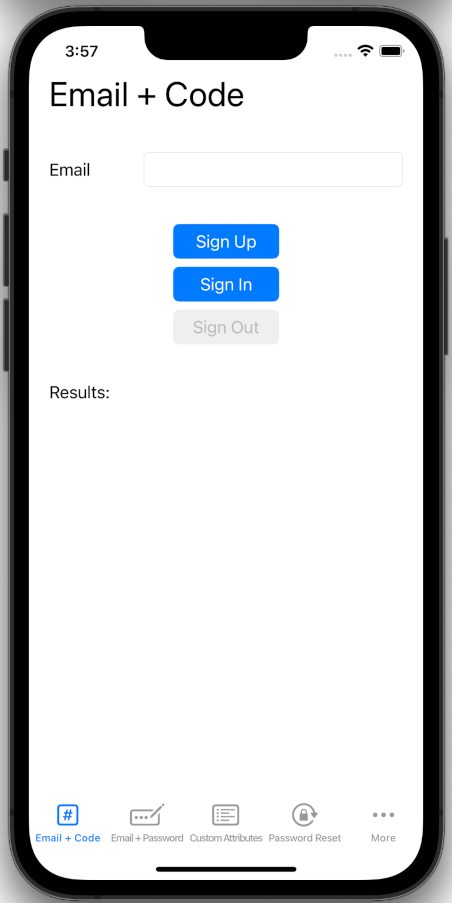 3:57
Email + Code
Email
Sign Up
Sign In
Sign Out
Results:
#
Email + Code
Email + Password
Custom Attributes
Password Reset
More